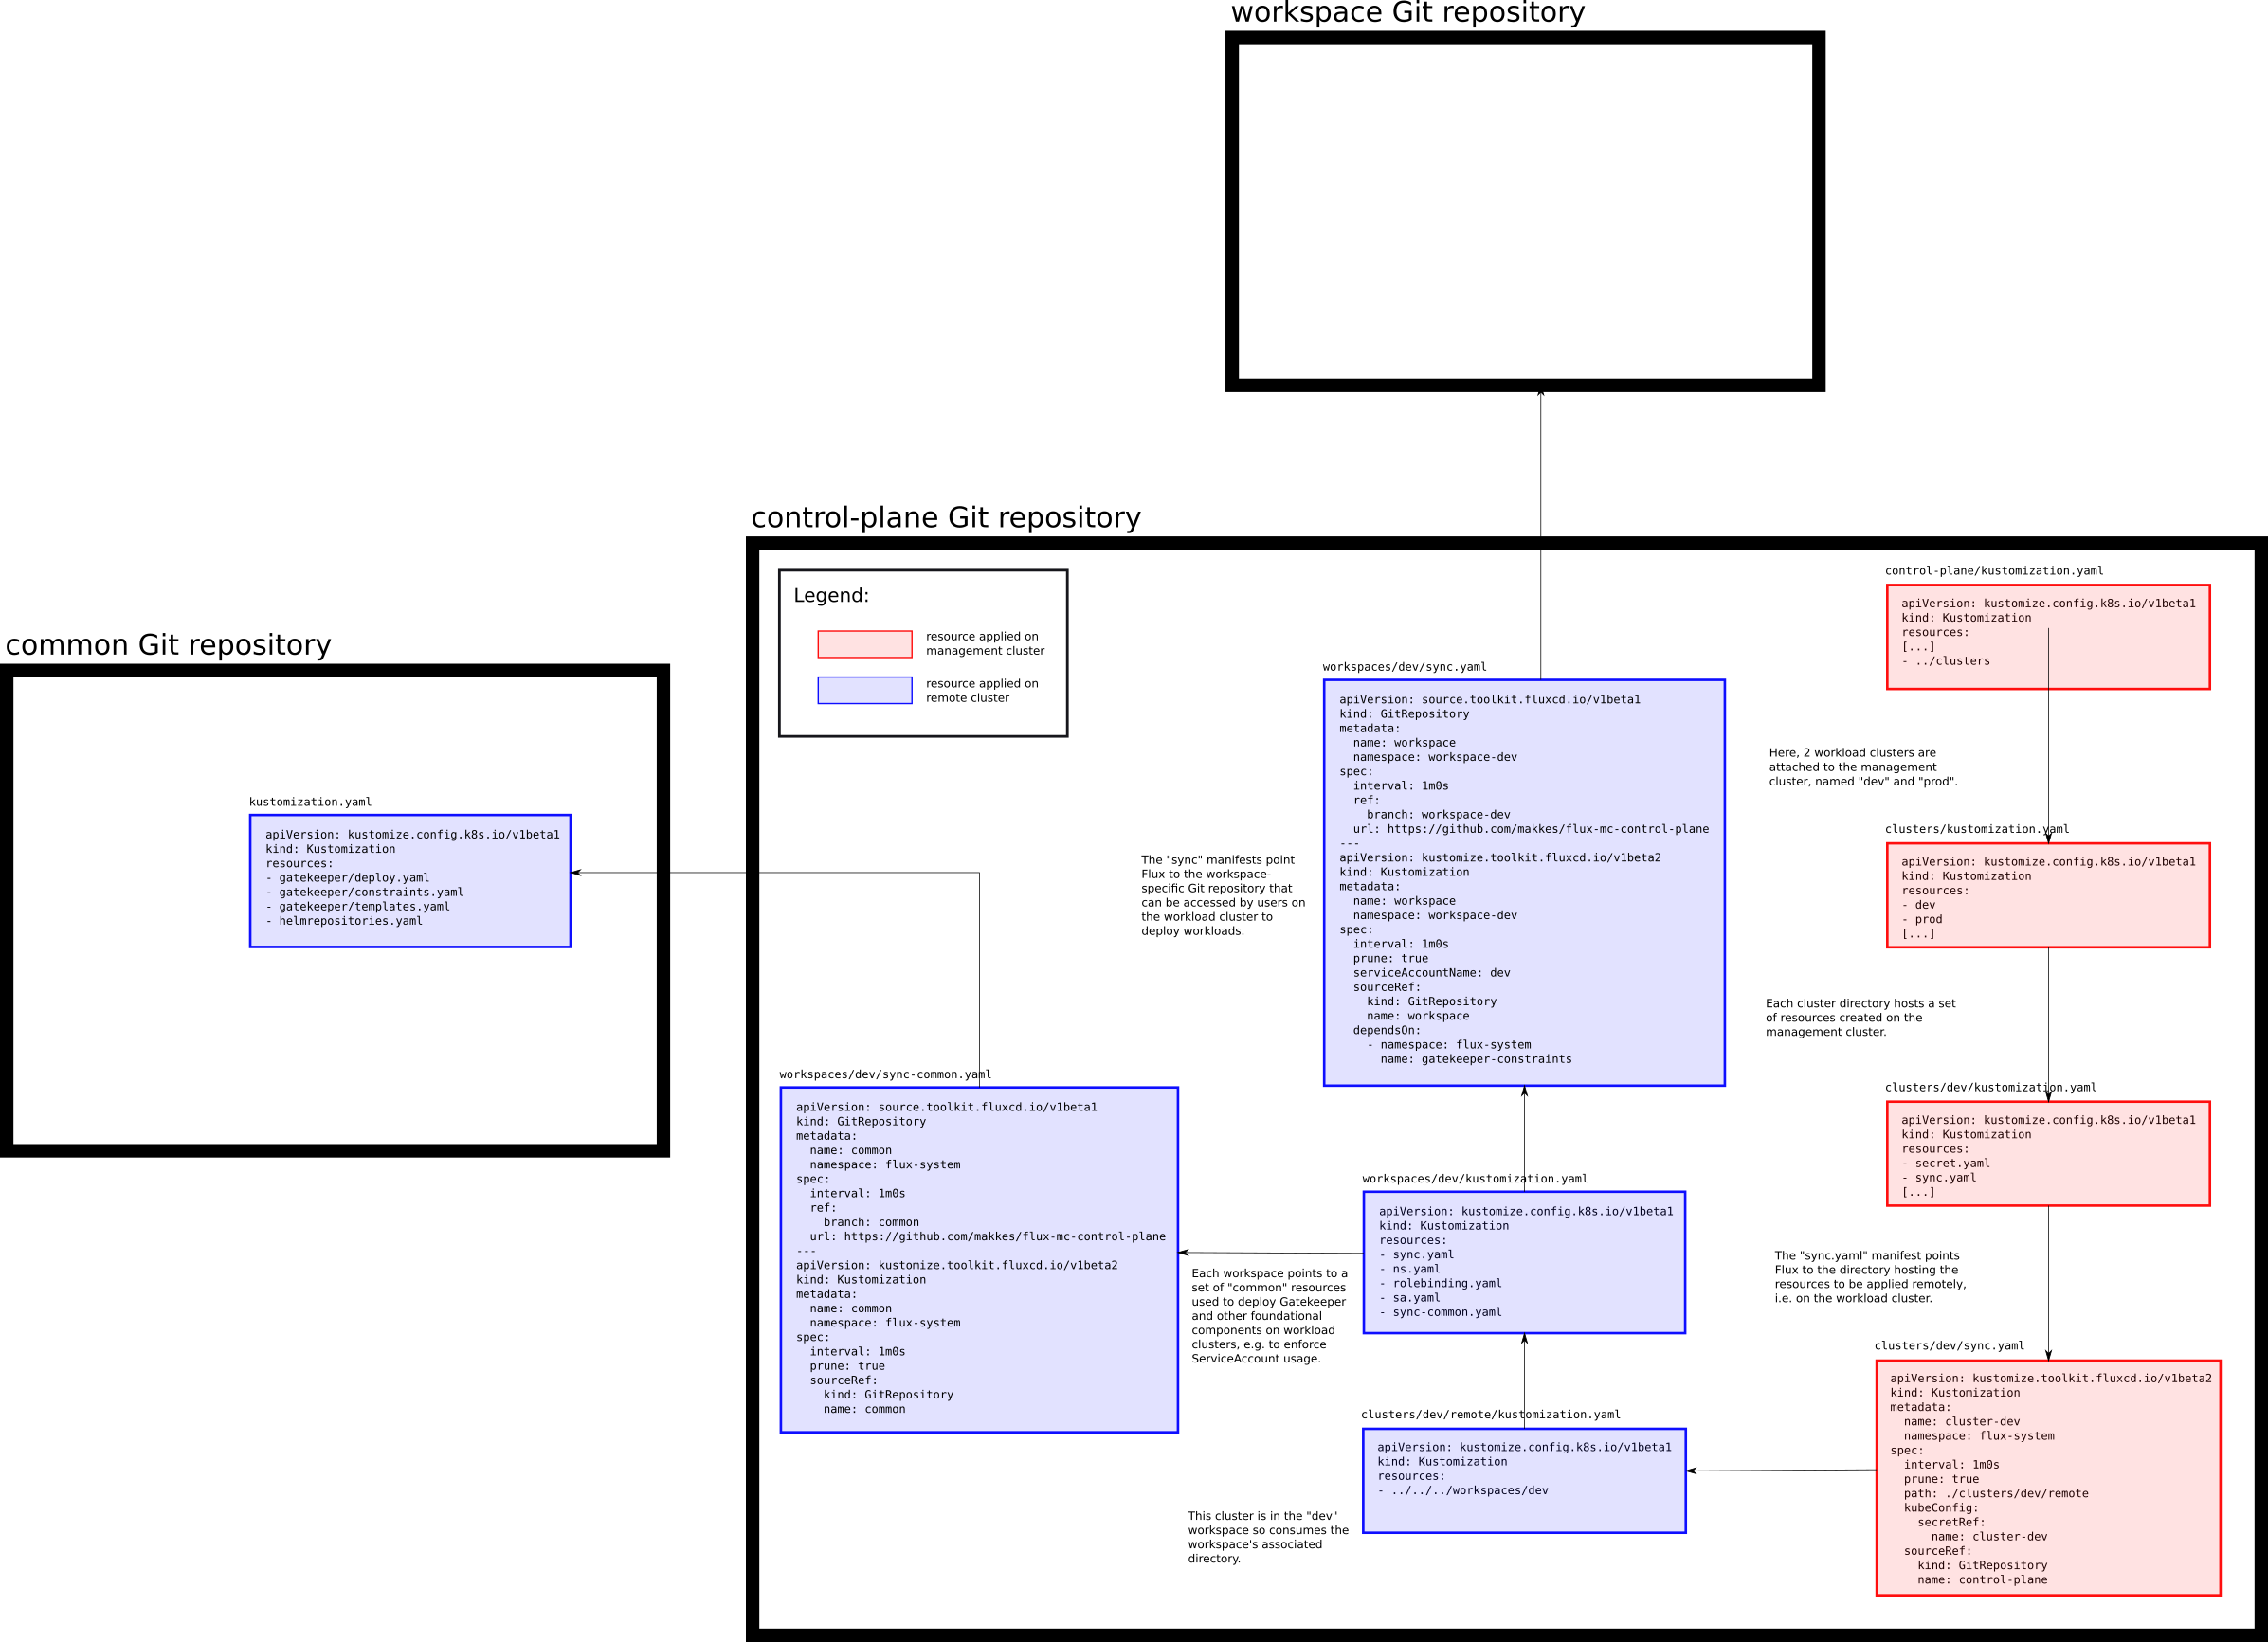 workspace Git repository
control-plane Git repository
Legend:
resource applied on
management cluster
resource applied on
remote cluster
common Git repository
kustomization.yaml
apiVersion: kustomize.config.k8s.io/v1beta1
kind: Kustomization
resources:
- gatekeeper/deploy.yaml
- gatekeeper/constraints.yaml
- gatekeeper/templates.yaml
- helmrepositories.yaml
control-plane/kustomization.yaml
apiVersion: kustomize.config.k8s.io/v1beta1
kind: Kustomization
resources:
[...]
- ../clusters
Here, 2 workload clusters are
attached to the management
cluster, named "dev" and "prod".
clusters/kustomization.yaml
apiVersion: kustomize.config.k8s.io/v1beta1
kind: Kustomization
resources:
- dev
- prod
[...]
Each cluster directory hosts a set
of resources created on the
management cluster.
clusters/dev/kustomization.yaml
apiVersion: kustomize.config.k8s.io/v1beta1
kind: Kustomization
resources:
- secret.yaml
- sync.yaml
[...]
The "sync.yaml" manifest points
Flux to the directory hosting the
resources to be applied remotely,
i.e. on the workload cluster.
clusters/dev/sync.yaml
apiVersion: kustomize.toolkit.fluxcd.io/v1beta2
kind: Kustomization
metadata:
  name: cluster-dev
  namespace: flux-system
spec:
  interval: 1m0s
  prune: true
  path: ./clusters/dev/remote
  kubeConfig:
    secretRef:
      name: cluster-dev
  sourceRef:
    kind: GitRepository
    name: control-plane
clusters/dev/remote/kustomization.yaml
apiVersion: kustomize.config.k8s.io/v1beta1
kind: Kustomization
resources:
- ../../../workspaces/dev
This cluster is in the "dev"
workspace so consumes the
workspace's associated
directory.
workspaces/dev/kustomization.yaml
apiVersion: kustomize.config.k8s.io/v1beta1
kind: Kustomization
resources:
- sync.yaml
- ns.yaml
- rolebinding.yaml
- sa.yaml
- sync-common.yaml
Each workspace points to a
set of "common" resources
used to deploy Gatekeeper
and other foundational
components on workload
clusters, e.g. to enforce
ServiceAccount usage.
workspaces/dev/sync.yaml
apiVersion: source.toolkit.fluxcd.io/v1beta1
kind: GitRepository
metadata:
  name: workspace
  namespace: workspace-dev
spec:
  interval: 1m0s
  ref:
    branch: workspace-dev
  url: https://github.com/makkes/flux-mc-control-plane
---
apiVersion: kustomize.toolkit.fluxcd.io/v1beta2
kind: Kustomization
metadata:
  name: workspace
  namespace: workspace-dev
spec:
  interval: 1m0s
  prune: true
  serviceAccountName: dev
  sourceRef:
    kind: GitRepository
    name: workspace
  dependsOn:
    - namespace: flux-system
      name: gatekeeper-constraints
The "sync" manifests point
Flux to the workspace-
specific Git repository that
can be accessed by users on
the workload cluster to
deploy workloads.
workspaces/dev/sync-common.yaml
apiVersion: source.toolkit.fluxcd.io/v1beta1
kind: GitRepository
metadata:
  name: common
  namespace: flux-system
spec:
  interval: 1m0s
  ref:
    branch: common
  url: https://github.com/makkes/flux-mc-control-plane
---
apiVersion: kustomize.toolkit.fluxcd.io/v1beta2
kind: Kustomization
metadata:
  name: common
  namespace: flux-system
spec:
  interval: 1m0s
  prune: true
  sourceRef:
    kind: GitRepository
    name: common